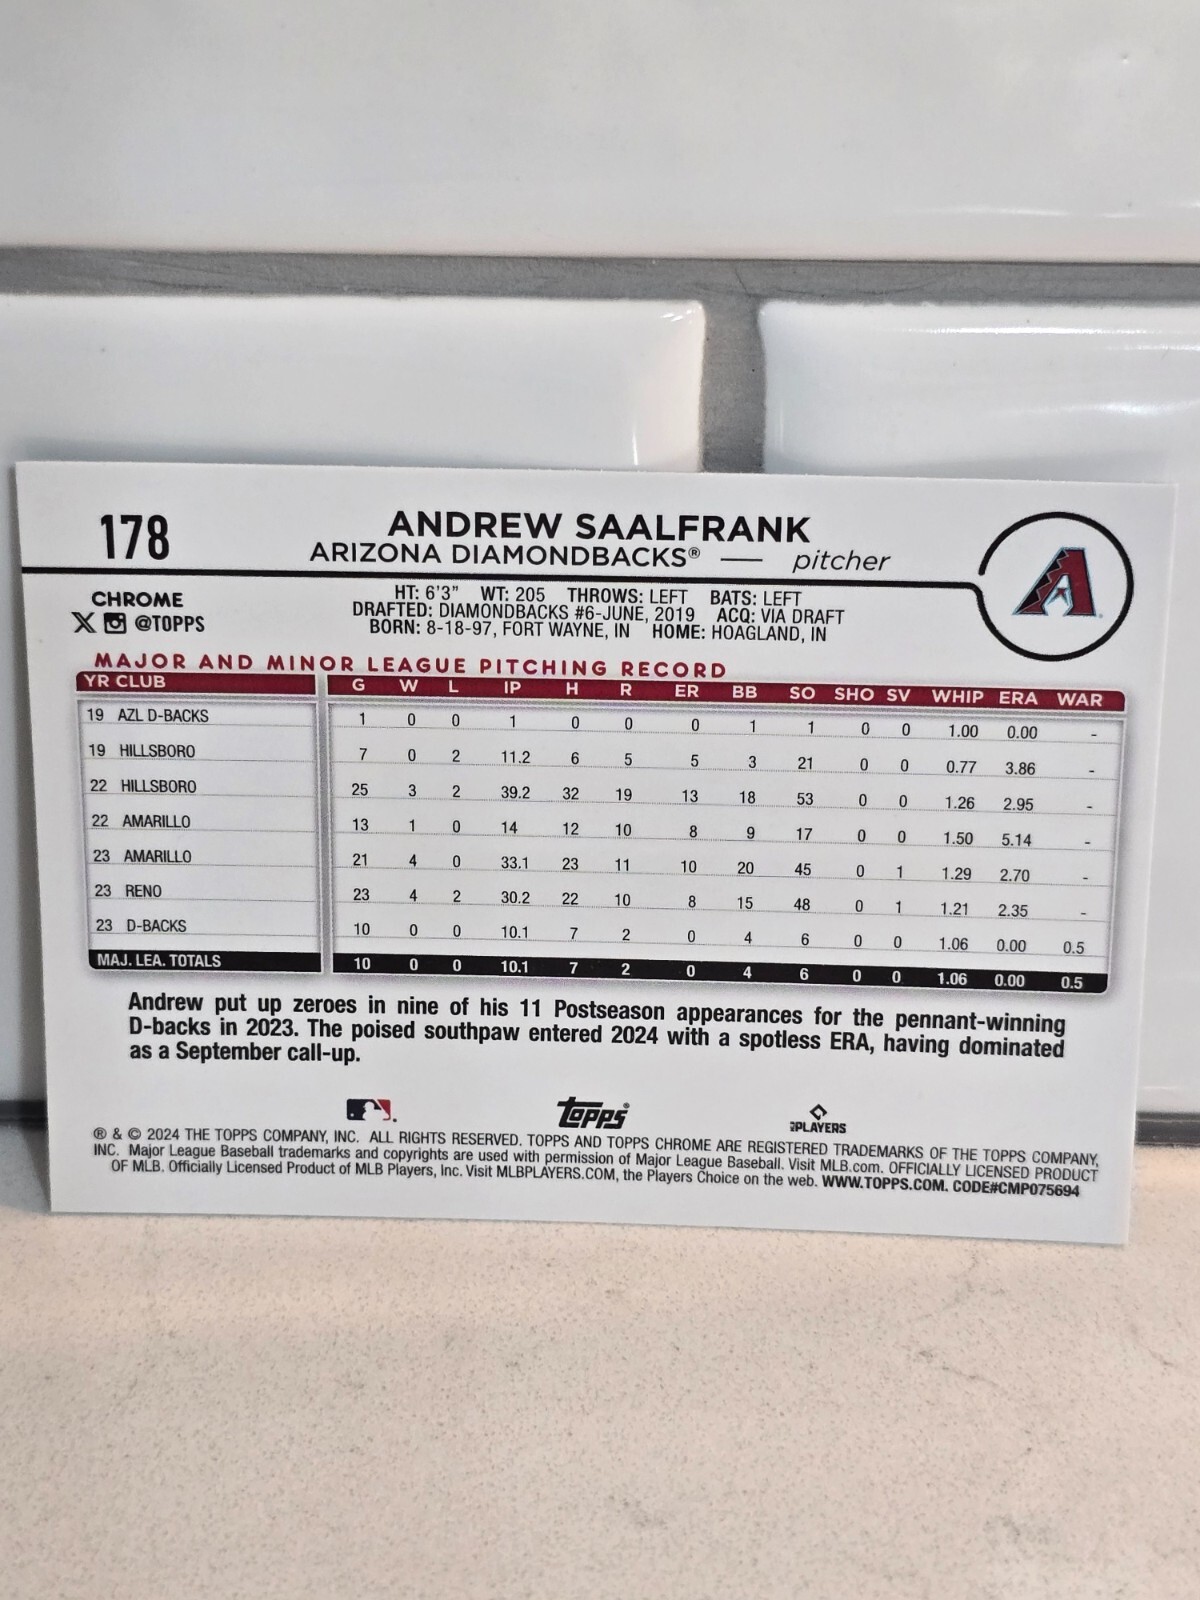 178
ANDREW SAALFRANK
ARIZONA DIAMONDBACKS® — pitcher
CHROME
@TOPPS
HT: 6'3" WT: 205 THROWS: LEFT BATS: LEFT
DRAFTED: DIAMONDBACKS #6-JUNE, 2019 ACQ: VIA DRAFT
BORN: 8-18-97, FORT WAYNE, IN HOME: HOAGLAND, IN
MAJOR AND MINOR LEAGUE PITCHING RECORD
YR CLUB G W L IP H R ER BB SO SHO SV WHIP ERA WAR
19 AZL D-BACKS 1 0 0 1 0 0 0 1 1 0 0 1.00 0.00 -
19 HILLSBORO 7 0 2 11.2 6 5 5 3 21 0 0 0.77 3.86 -
22 HILLSBORO 25 3 2 39.2 32 19 13 18 53 0 0 1.26 2.95 -
22 AMARILLO 13 1 0 14 12 10 8 9 17 0 0 1.50 5.14 -
23 AMARILLO 21 4 0 33.1 23 11 10 20 45 0 1 1.29 2.70 -
23 RENO 23 4 2 30.2 22 10 8 15 48 0 1 1.21 2.35 -
23 D-BACKS 10 0 0 10.1 7 2 0 4 6 0 0 1.06 0.00 0.5
MAJ. LEA. TOTALS 10 0 0 10.1 7 2 0 4 6 0 0 1.06 0.00 0.5
Andrew put up zeroes in nine of his 11 Postseason appearances for the pennant-winning
D-backs in 2023. The poised southpaw entered 2024 with a spotless ERA, having dominated
as a September call-up.
topps®
PLAYERS
® & © 2024 THE TOPPS COMPANY, INC. ALL RIGHTS RESERVED. TOPPS AND TOPPS CHROME ARE REGISTERED TRADEMARKS OF THE TOPPS COMPANY,
INC. Major League Baseball trademarks and copyrights are used with permission of Major League Baseball. Visit MLB.com. OFFICIALLY LICENSED PRODUCT
OF MLB. Officially Licensed Product of MLB Players, Inc. Visit MLBPLAYERS.COM, the Players Choice on the web. WWW.TOPPS.COM. CODE#CMP075694